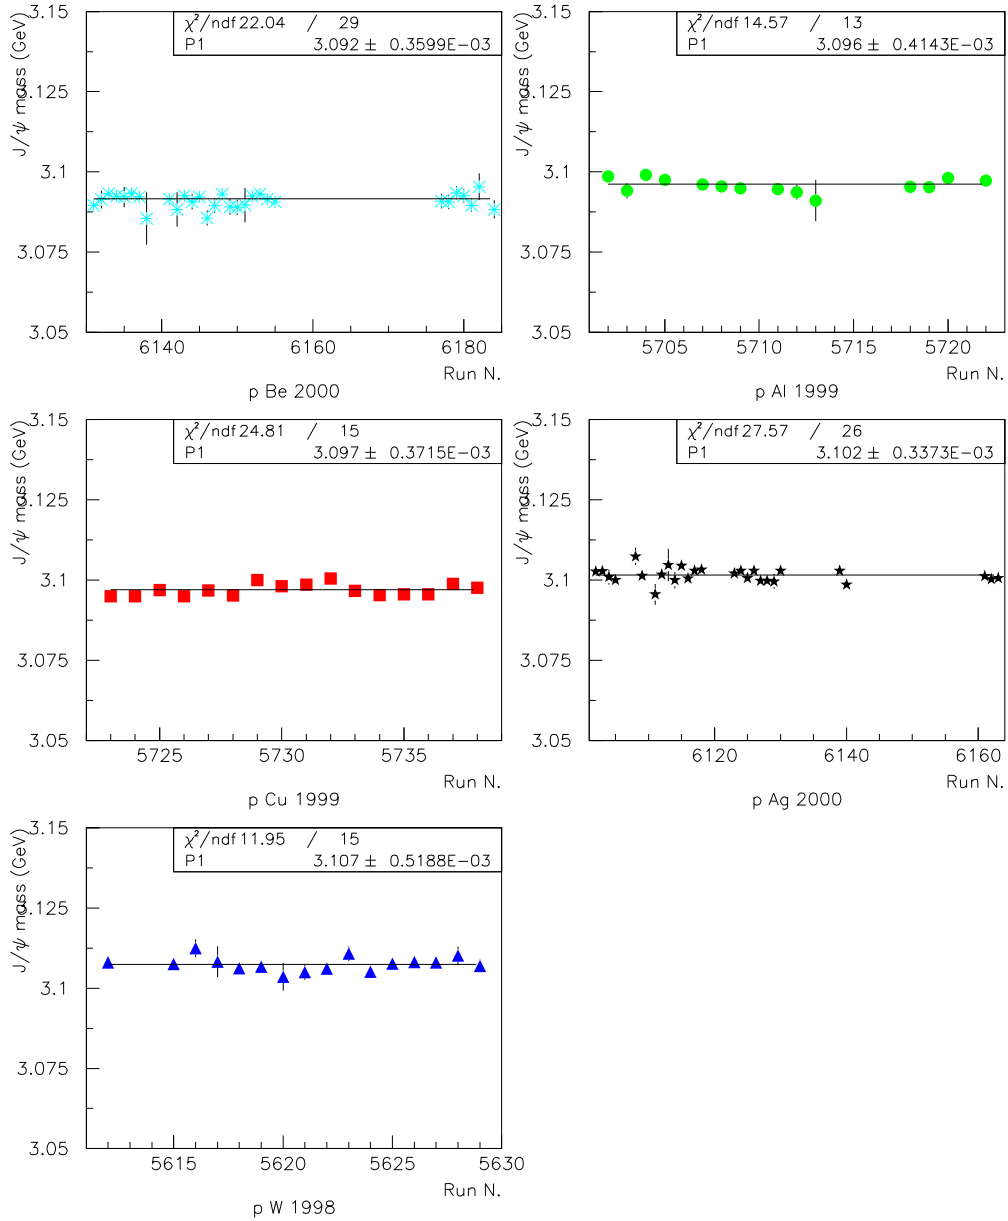 χ²/ndf 22.04 / 29
P1 3.092 ± 0.3599E−03
J/ψ mass (GeV)
3.15
3.125
3.1
3.075
3.05
6140 6160 6180
Run N.
p Be 2000
χ²/ndf 14.57 / 13
P1 3.096 ± 0.4143E−03
J/ψ mass (GeV)
3.15
3.125
3.1
3.075
3.05
5705 5710 5715 5720
Run N.
p Al 1999
χ²/ndf 24.81 / 15
P1 3.097 ± 0.3715E−03
J/ψ mass (GeV)
3.15
3.125
3.1
3.075
3.05
5725 5730 5735
Run N.
p Cu 1999
χ²/ndf 27.57 / 26
P1 3.102 ± 0.3373E−03
J/ψ mass (GeV)
3.15
3.125
3.1
3.075
3.05
6120 6140 6160
Run N.
p Ag 2000
χ²/ndf 11.95 / 15
P1 3.107 ± 0.5188E−03
J/ψ mass (GeV)
3.15
3.125
3.1
3.075
3.05
5615 5620 5625 5630
Run N.
p W 1998